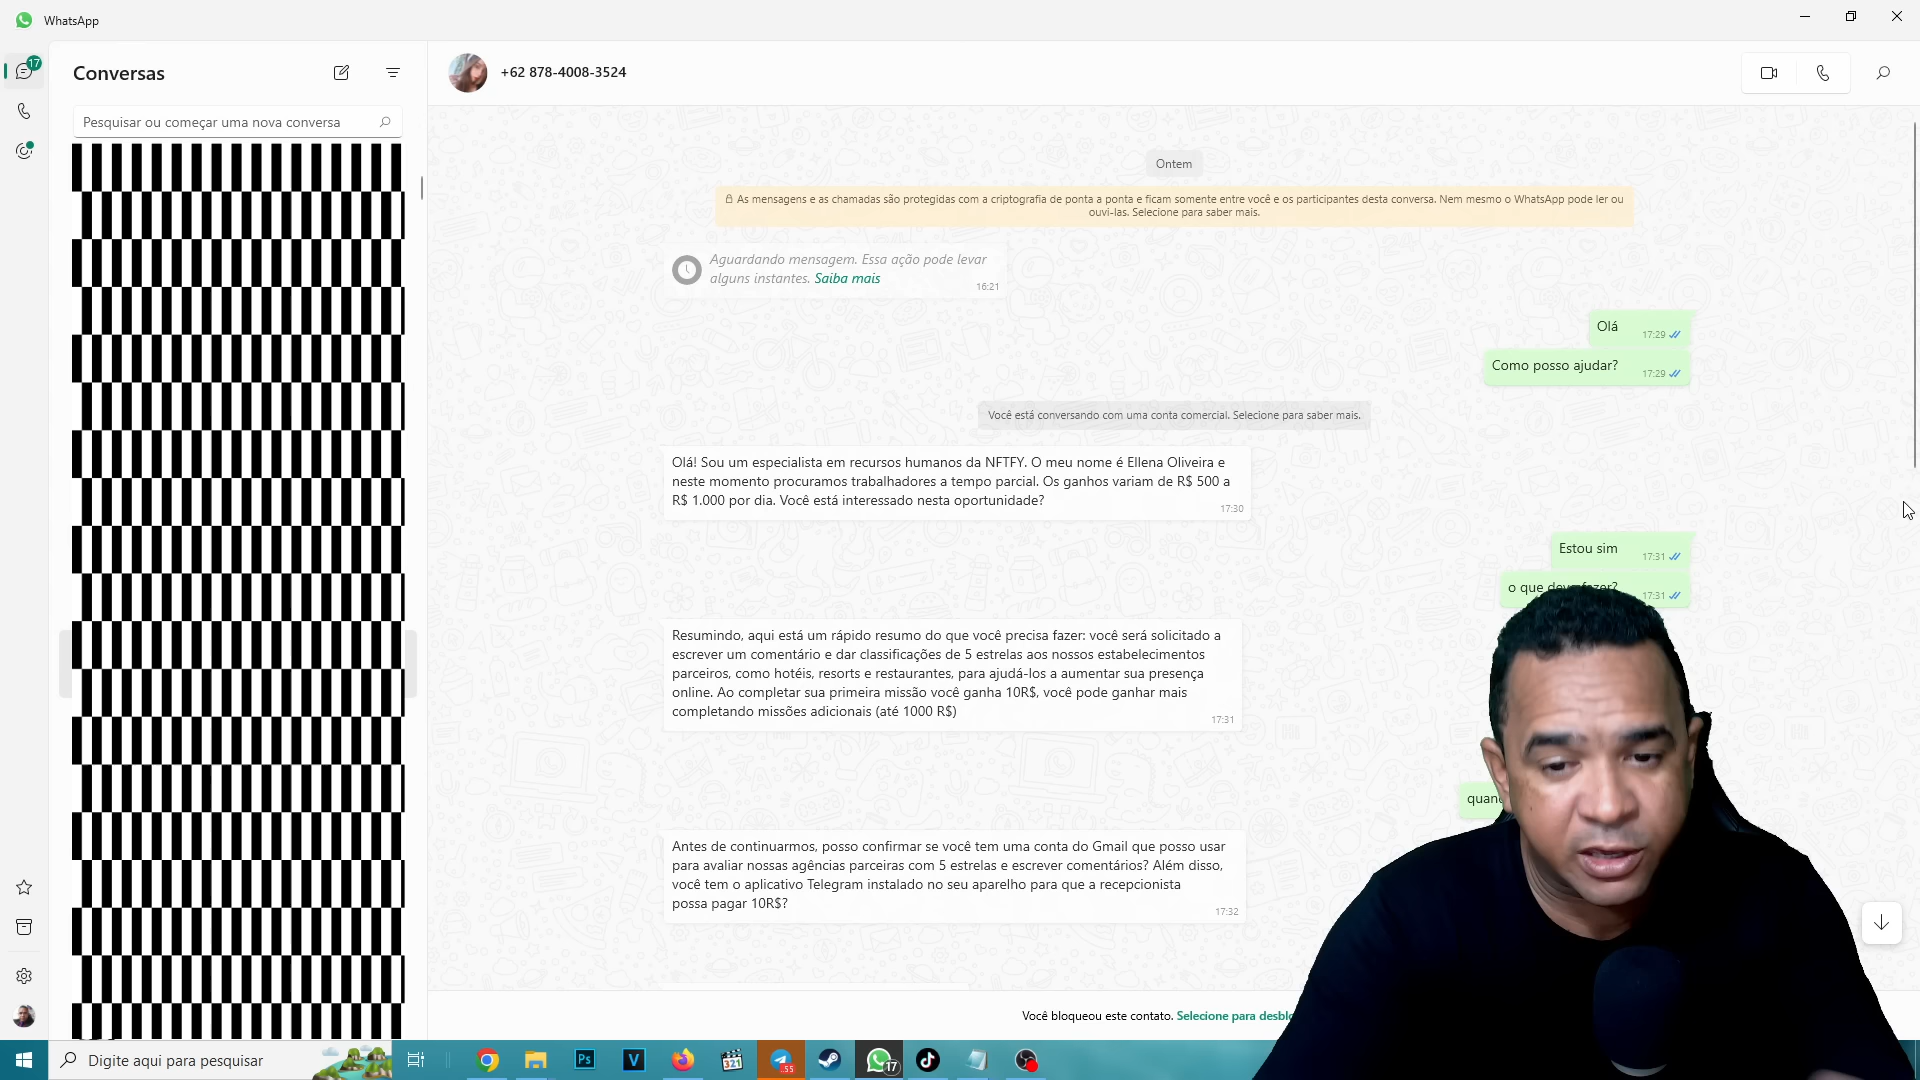 WhatsApp
17
Conversas
+62 878-4008-3524
Pesquisar ou começar uma nova conversa
Ontem
As mensagens e as chamadas são protegidas com a criptografia de ponta a ponta e ficam somente entre você e os participantes desta conversa. Nem mesmo o WhatsApp pode ler ou
ouvi-las. Selecione para saber mais.
Aguardando mensagem. Essa ação pode levar
alguns instantes. Saiba mais
16:21
Olá
17:29
Como posso ajudar?
17:29
Você está conversando com uma conta comercial. Selecione para saber mais.
Olá! Sou um especialista em recursos humanos da NFTFY. O meu nome é Ellena Oliveira e
neste momento procuramos trabalhadores a tempo parcial. Os ganhos variam de R$ 500 a
R$ 1.000 por dia. Você está interessado nesta oportunidade?
17:30
Estou sim
17:31
o que devo fazer?
17:31
Resumindo, aqui está um rápido resumo do que você precisa fazer: você será solicitado a
escrever um comentário e dar classificações de 5 estrelas aos nossos estabelecimentos
parceiros, como hotéis, resorts e restaurantes, para ajudá-los a aumentar sua presença
online. Ao completar sua primeira missão você ganha 10R$, você pode ganhar mais
completando missões adicionais (até 1000 R$)
17:31
Antes de continuarmos, posso confirmar se você tem uma conta do Gmail que posso usar
para avaliar nossas agências parceiras com 5 estrelas e escrever comentários? Além disso,
você tem o aplicativo Telegram instalado no seu aparelho para que a recepcionista
possa pagar 10R$?
17:32
Você bloqueou este contato. Selecione para
Digite aqui para pesquisar
Ps
V
321
55
17